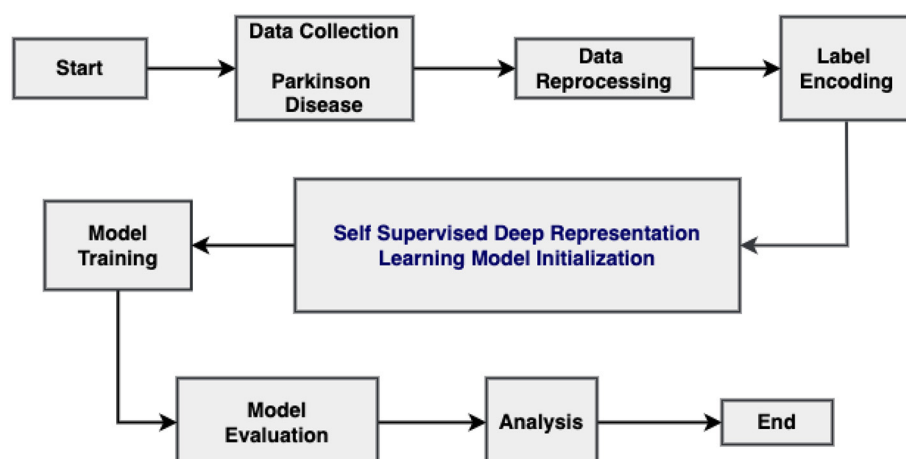 Start
Data Collection
Parkinson
Disease
Data
Reprocessing
Label
Encoding
Self Supervised Deep Representation
Learning Model Initialization
Model
Training
Model
Evaluation
Analysis
End